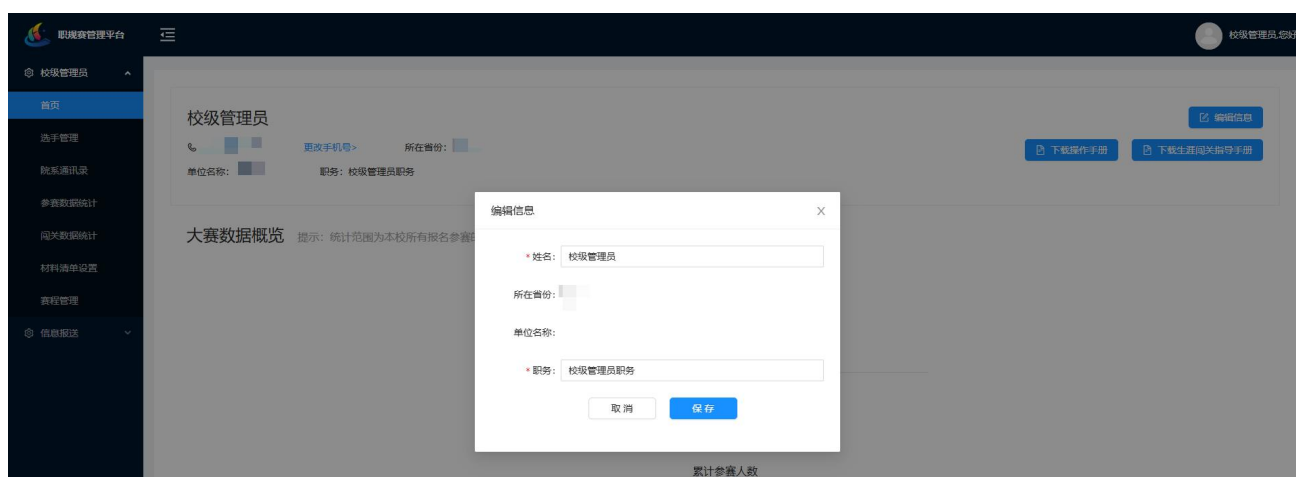 职规赛管理平台
校级管理员,您好
校级管理员
首页
选手管理
院系通讯录
参赛数据统计
闯关数据统计
材料清单设置
赛程管理
信息报送
校级管理员
编辑信息
更改手机号>
所在省份:
下载操作手册
下载生涯闯关指导手册
单位名称:
职务: 校级管理员职务
大赛数据概览
提示: 统计范围为本校所有报名参赛
编辑信息
X
*姓名: 校级管理员
所在省份:
单位名称:
*职务: 校级管理员职务
取消
保存
累计参赛人数